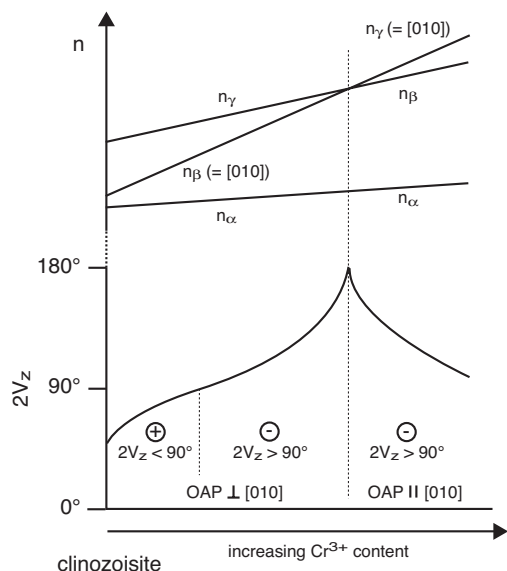 n
nγ (= [010])
nγ
nβ
nβ (= [010])
nα
nα
180°
2Vz
90°
+
-
-
2Vz < 90°
2Vz > 90°
2Vz > 90°
OAP ⊥ [010]
OAP II [010]
0°
increasing Cr3+ content
clinozoisite